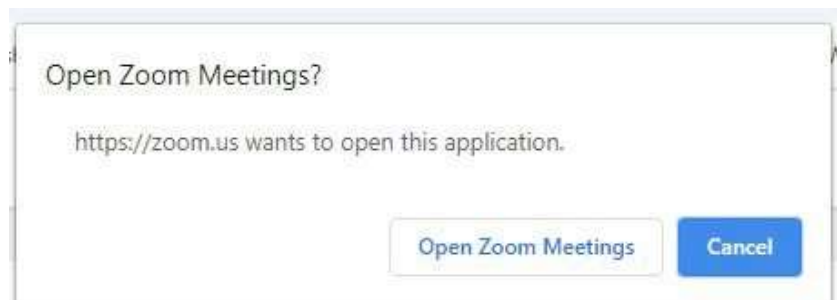 Open Zoom Meetings?
https://zoom.us wants to open this application.
Open Zoom Meetings
Cancel